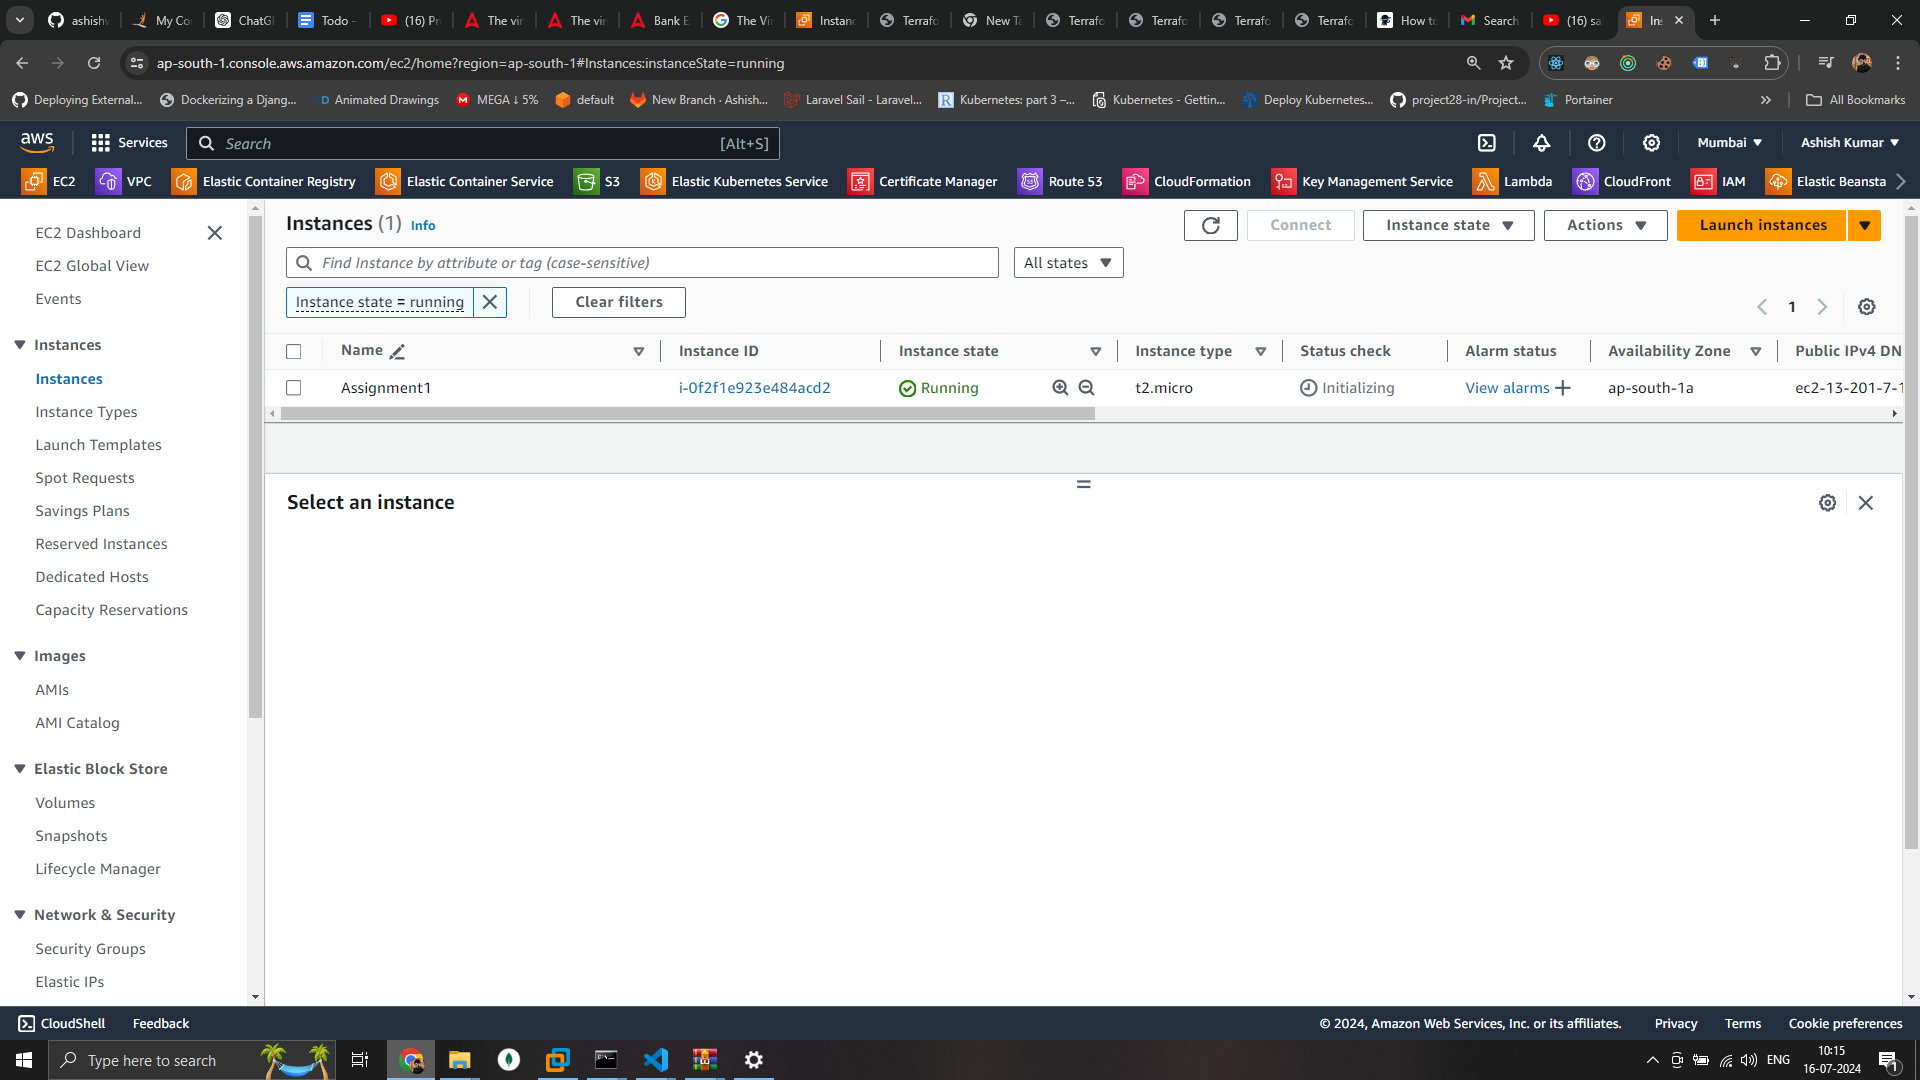 ashishv
My Co
ChatGP
Todo -
(16) Pr
The vir
The vir
Bank E
The Vir
Instanc
Terrafo
New Ta
Terrafo
Terrafo
Terrafo
Terrafo
How to
Search
(16) sa
Ins
ap-south-1.console.aws.amazon.com/ec2/home?region=ap-south-1#Instances:instanceState=running
Deploying External...
Dockerizing a Djang...
Animated Drawings
MEGA ↓ 5%
default
New Branch · Ashish...
Laravel Sail - Laravel...
Kubernetes: part 3 –...
Kubernetes - Gettin...
Deploy Kubernetes...
project28-in/Project...
Portainer
All Bookmarks
aws
Services
Search
[Alt+S]
Mumbai
Ashish Kumar
EC2
VPC
Elastic Container Registry
Elastic Container Service
S3
Elastic Kubernetes Service
Certificate Manager
Route 53
CloudFormation
Key Management Service
Lambda
CloudFront
IAM
Elastic Beansta
EC2 Dashboard
EC2 Global View
Events
Instances
Instances
Instance Types
Launch Templates
Spot Requests
Savings Plans
Reserved Instances
Dedicated Hosts
Capacity Reservations
Images
AMIs
AMI Catalog
Elastic Block Store
Volumes
Snapshots
Lifecycle Manager
Network & Security
Security Groups
Elastic IPs
Instances (1) Info
Connect
Instance state
Actions
Launch instances
Find Instance by attribute or tag (case-sensitive)
All states
Instance state = running
Clear filters
1
Name
Instance ID
Instance state
Instance type
Status check
Alarm status
Availability Zone
Public IPv4 DN
Assignment1
i-0f2f1e923e484acd2
Running
t2.micro
Initializing
View alarms
ap-south-1a
ec2-13-201-7-1
Select an instance
CloudShell
Feedback
© 2024, Amazon Web Services, Inc. or its affiliates.
Privacy
Terms
Cookie preferences
Type here to search
ENG
10:15
16-07-2024
1